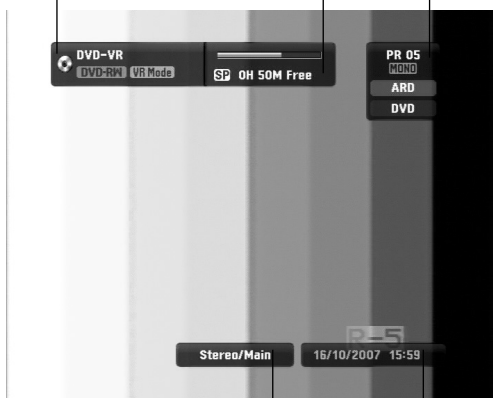 DVD-VR
DVD-RW VR Mode
SP 0H 50M Free
PR 05
MONO
ARD
DVD
R-5
Stereo/Main
16/10/2007 15:59